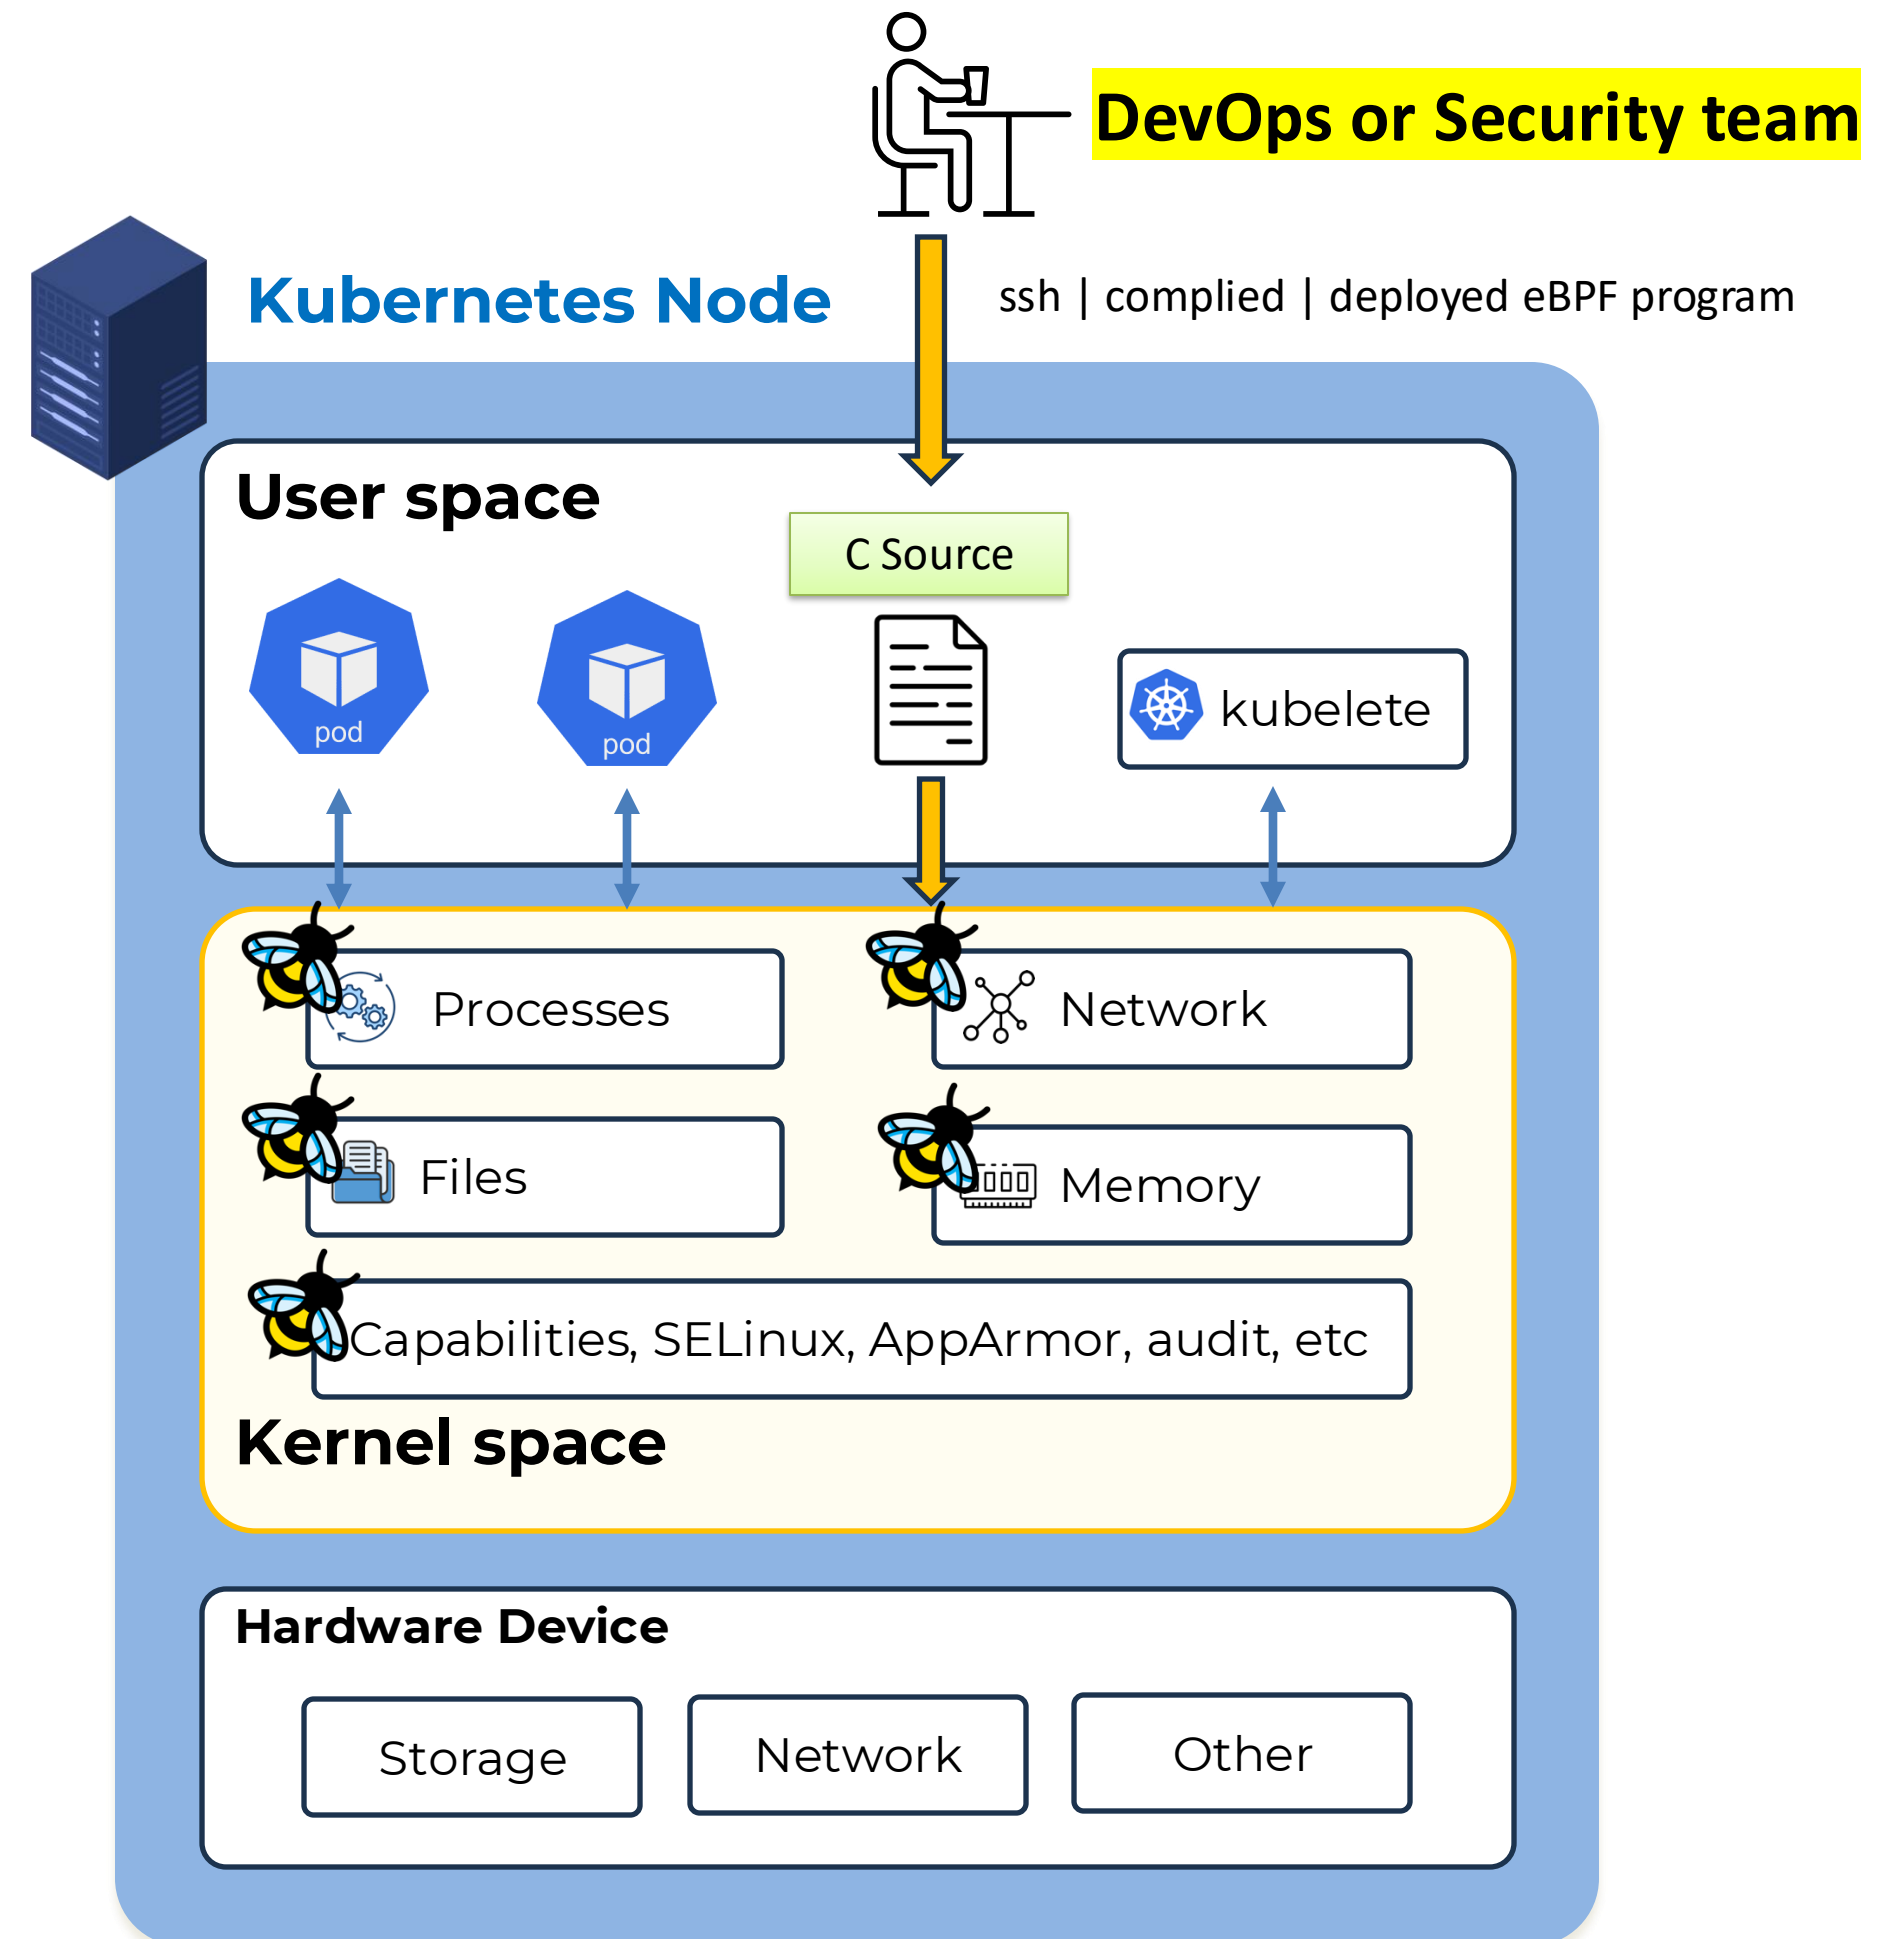 DevOps or Security team
Kubernetes Node
ssh | complied | deployed eBPF program
User space
C Source
pod
pod
kubelete
Processes
Network
Files
Memory
Capabilities, SELinux, AppArmor, audit, etc
Kernel space
Hardware Device
Storage
Network
Other